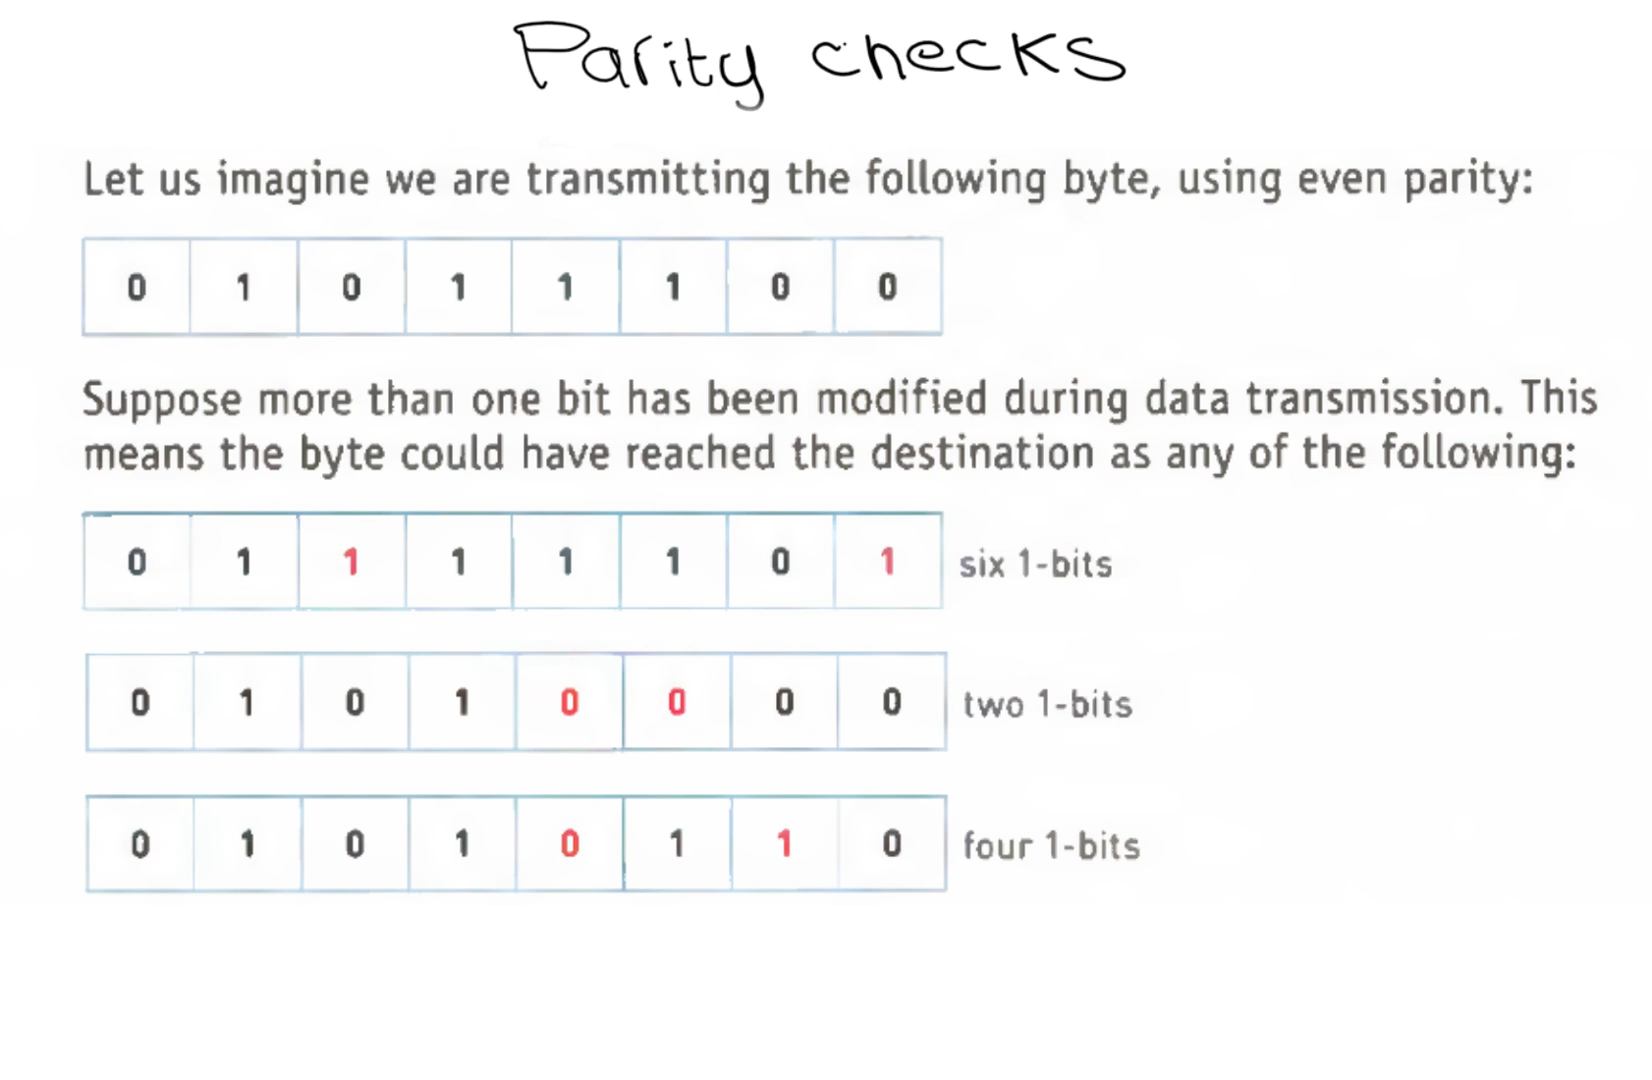 Parity checks
Let us imagine we are transmitting the following byte, using even parity:
0 1 0 1 1 1 0 0
Suppose more than one bit has been modified during data transmission. This
means the byte could have reached the destination as any of the following:
0 1 1 1 1 1 0 1 six 1-bits
0 1 0 1 0 0 0 0 two 1-bits
0 1 0 1 0 1 1 0 four 1-bits